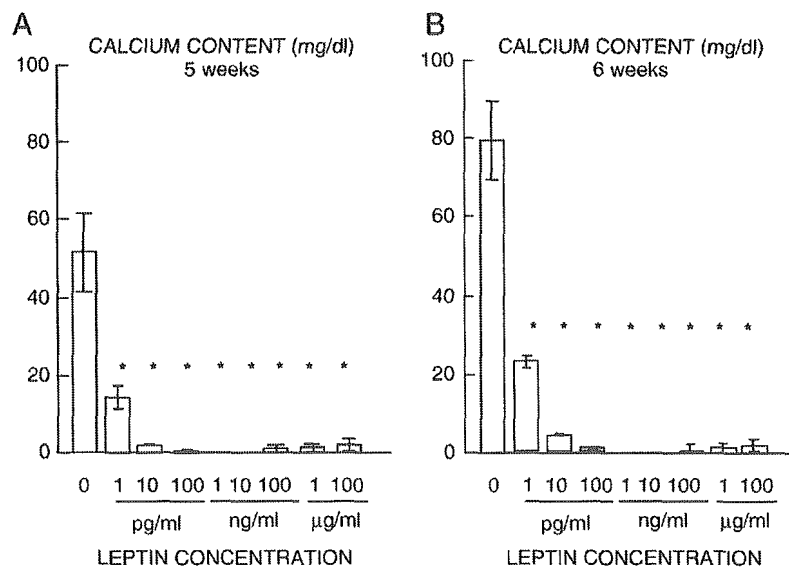 A
CALCIUM CONTENT (mg/dl)
5 weeks
100
80
60
40
20
0
* * * * * * * *
0 1 10 100 1 10 100 1 100
pg/ml ng/ml µg/ml
LEPTIN CONCENTRATION
B
CALCIUM CONTENT (mg/dl)
6 weeks
100
80
60
40
20
0
* * * * * * * *
0 1 10 100 1 10 100 1 100
pg/ml ng/ml µg/ml
LEPTIN CONCENTRATION